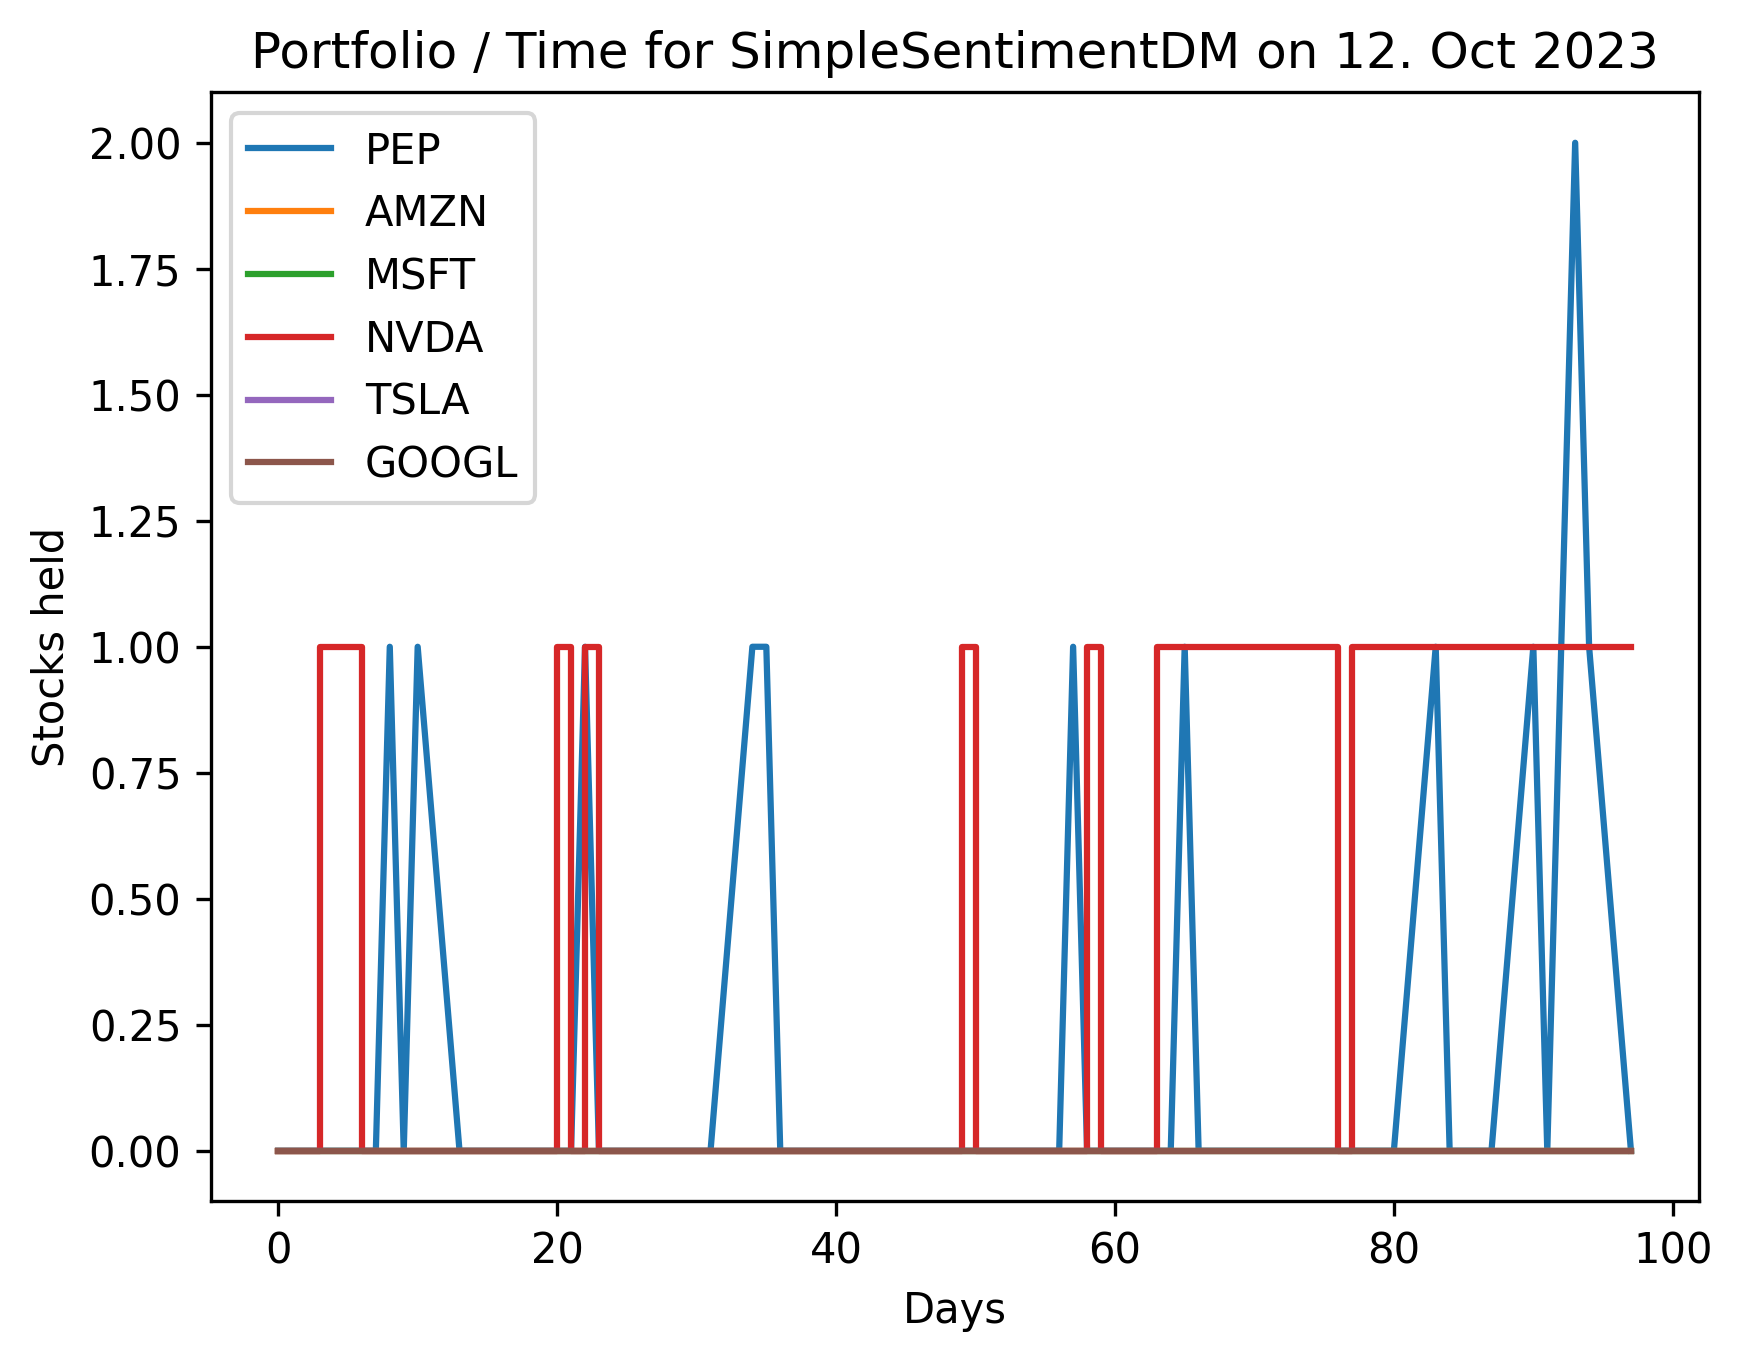 Portfolio / Time for SimpleSentimentDM on 12. Oct 2023
PEP
AMZN
MSFT
NVDA
TSLA
GOOGL
Stocks held
2.00
1.75
1.50
1.25
1.00
0.75
0.50
0.25
0.00
0 20 40 60 80 100
Days